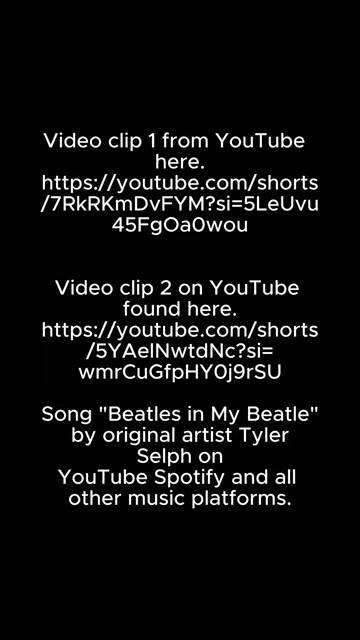 Video clip 1 from YouTube
here.
https://youtube.com/shorts
/7RkRKmDvFYM?si=5LeUvu
45FgOa0wou
Video clip 2 on YouTube
found here.
https://youtube.com/shorts
/5YAelNwtdNc?si=
wmrCuGfpHY0j9rSU
Song "Beatles in My Beatle"
by original artist Tyler
Selph on
YouTube Spotify and all
other music platforms.